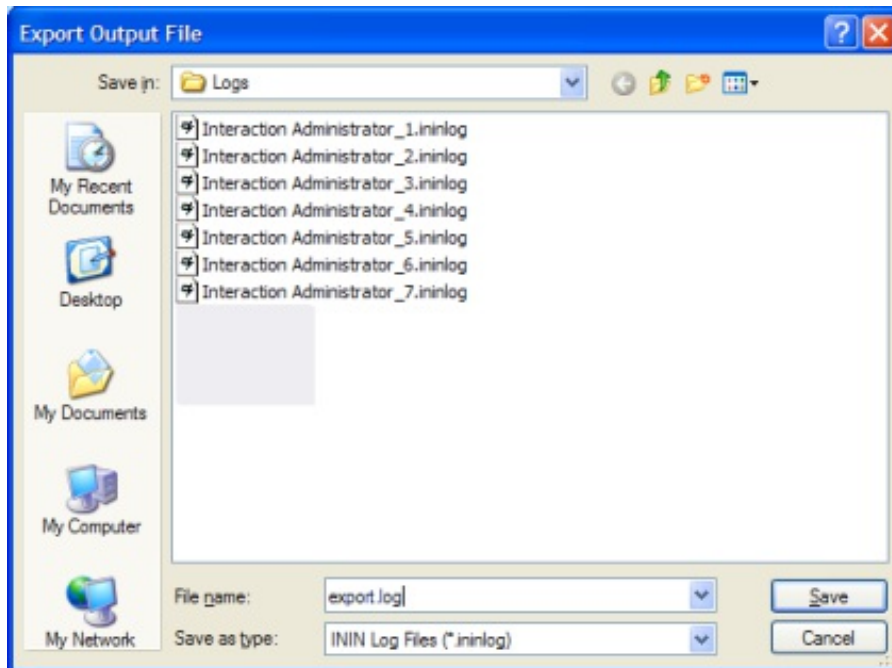 Export Output File
Save in:
Logs
Interaction Administrator_1.ininlog
Interaction Administrator_2.ininlog
Interaction Administrator_3.ininlog
Interaction Administrator_4.ininlog
Interaction Administrator_5.ininlog
Interaction Administrator_6.ininlog
Interaction Administrator_7.ininlog
My Recent
Documents
Desktop
My Documents
My Computer
My Network
File name:
export.log
Save
Save as type:
ININ Log Files (*.ininlog)
Cancel